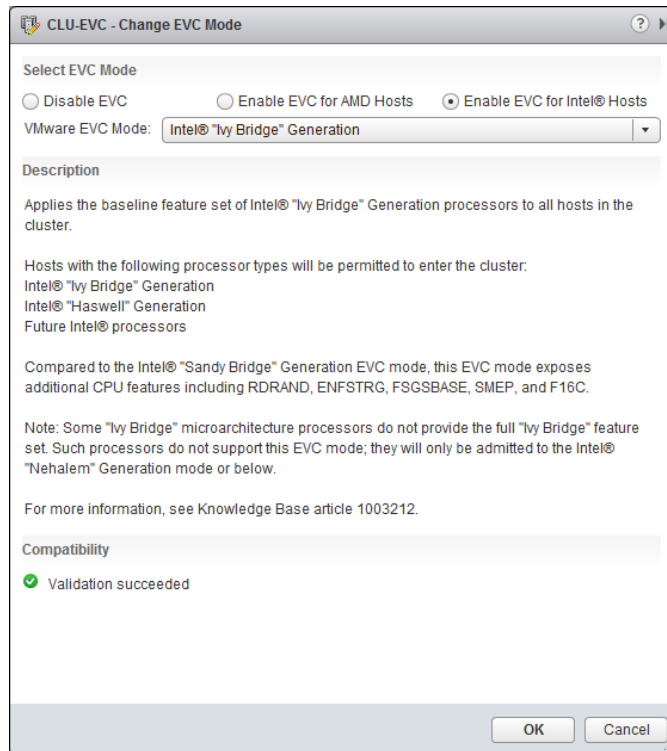 CLU-EVC - Change EVC Mode
Select EVC Mode
Disable EVC Enable EVC for AMD Hosts Enable EVC for Intel® Hosts
VMware EVC Mode: Intel® "Ivy Bridge" Generation
Description
Applies the baseline feature set of Intel® "Ivy Bridge" Generation processors to all hosts in the
cluster.
Hosts with the following processor types will be permitted to enter the cluster:
Intel® "Ivy Bridge" Generation
Intel® "Haswell" Generation
Future Intel® processors
Compared to the Intel® "Sandy Bridge" Generation EVC mode, this EVC mode exposes
additional CPU features including RDRAND, ENFSTRG, FSGSBASE, SMEP, and F16C.
Note: Some "Ivy Bridge" microarchitecture processors do not provide the full "Ivy Bridge" feature
set. Such processors do not support this EVC mode; they will only be admitted to the Intel®
"Nehalem" Generation mode or below.
For more information, see Knowledge Base article 1003212.
Compatibility
Validation succeeded
OK Cancel